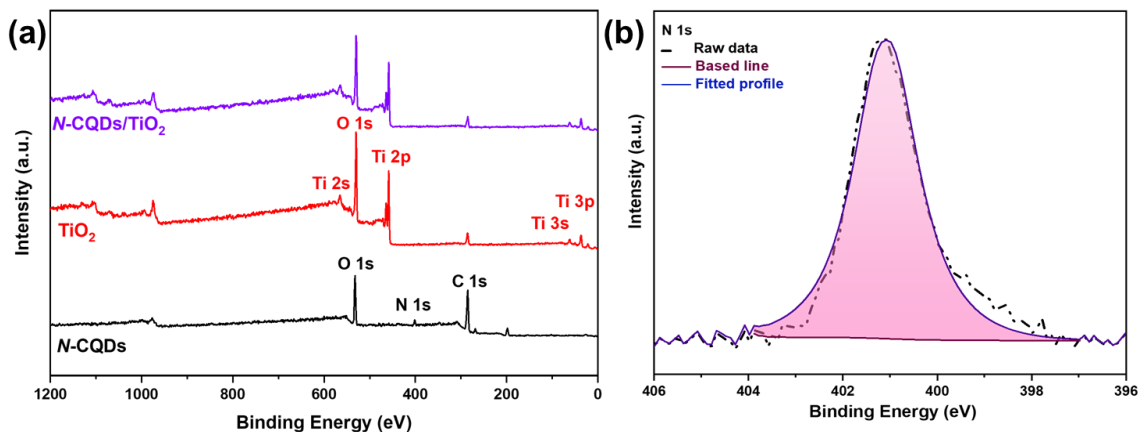 (a)
N-CQDs/TiO₂
O 1s
Ti 2p
Ti 2s
Ti 3p
Ti 3s
TiO₂
O 1s
C 1s
N 1s
N-CQDs
Intensity (a.u.)
1200 1000 800 600 400 200 0
Binding Energy (eV)
(b)
N 1s
Raw data
Based line
Fitted profile
Intensity (a.u.)
406 404 402 400 398 396
Binding Energy (eV)